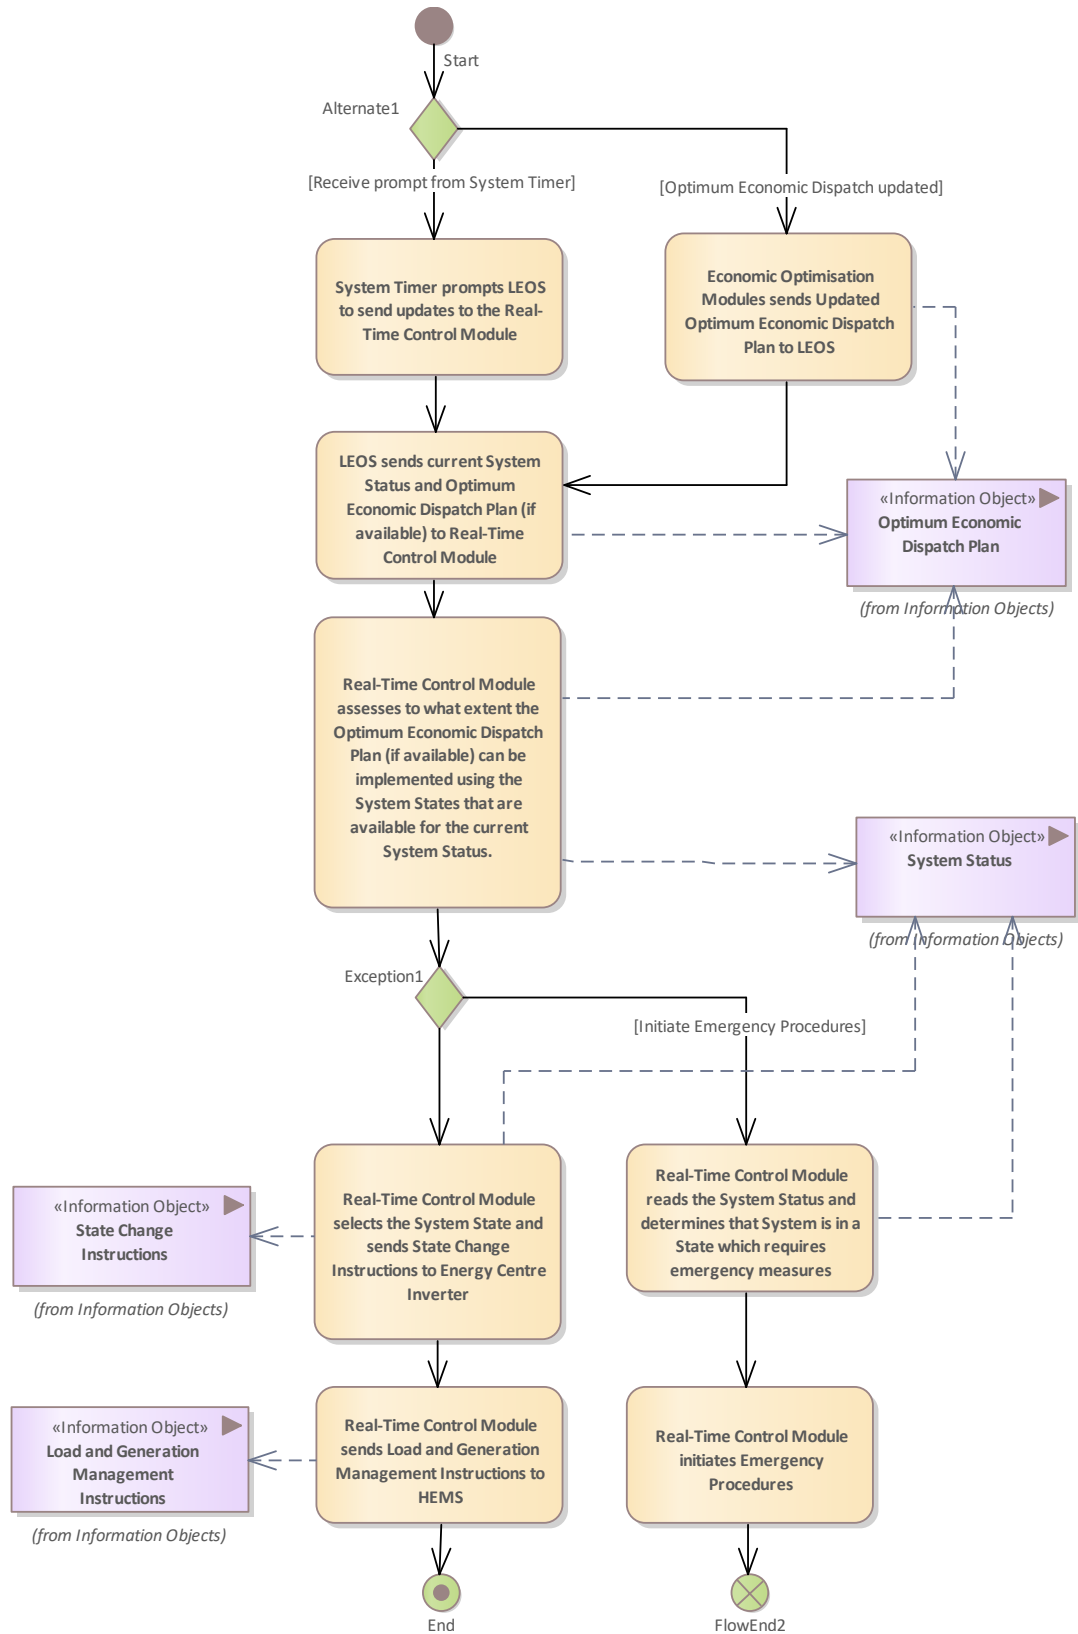 Start
Alternate1
[Receive prompt from System Timer]
[Optimum Economic Dispatch updated]
System Timer prompts LEOS
to send updates to the Real-
Time Control Module
Economic Optimisation
Modules sends Updated
Optimum Economic Dispatch
Plan to LEOS
LEOS sends current System
Status and Optimum
Economic Dispatch Plan (if
available) to Real-Time
Control Module
«Information Object»
Optimum Economic
Dispatch Plan
(from Information Objects)
Real-Time Control Module
assesses to what extent the
Optimum Economic Dispatch
Plan (if available) can be
implemented using the
System States that are
available for the current
System Status.
«Information Object»
System Status
(from Information Objects)
Exception1
[Initiate Emergency Procedures]
Real-Time Control Module
selects the System State and
sends State Change
Instructions to Energy Centre
Inverter
Real-Time Control Module
reads the System Status and
determines that System is in a
State which requires
emergency measures
«Information Object»
State Change
Instructions
(from Information Objects)
Real-Time Control Module
sends Load and Generation
Management Instructions to
HEMS
Real-Time Control Module
initiates Emergency
Procedures
«Information Object»
Load and Generation
Management
Instructions
(from Information Objects)
End
FlowEnd2